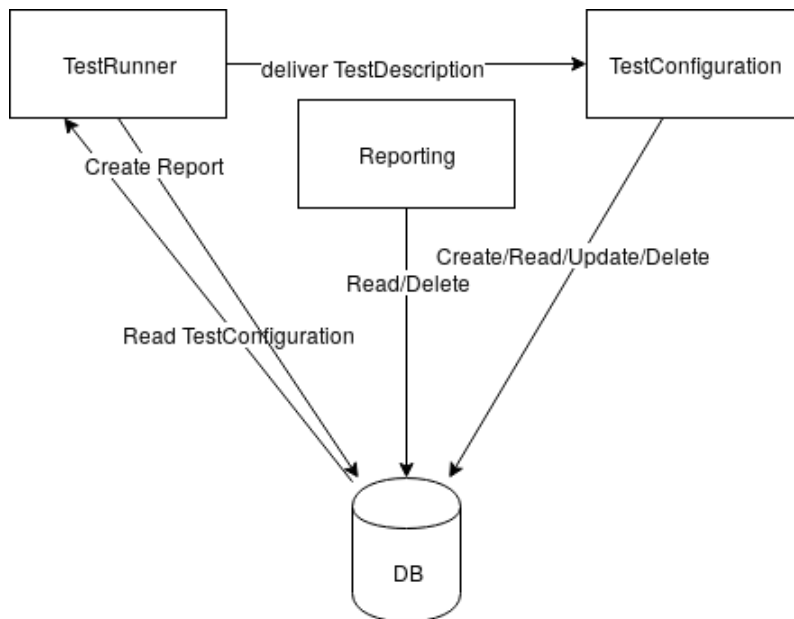 TestRunner
deliver TestDescription
TestConfiguration
Reporting
Create Report
Create/Read/Update/Delete
Read/Delete
Read TestConfiguration
DB